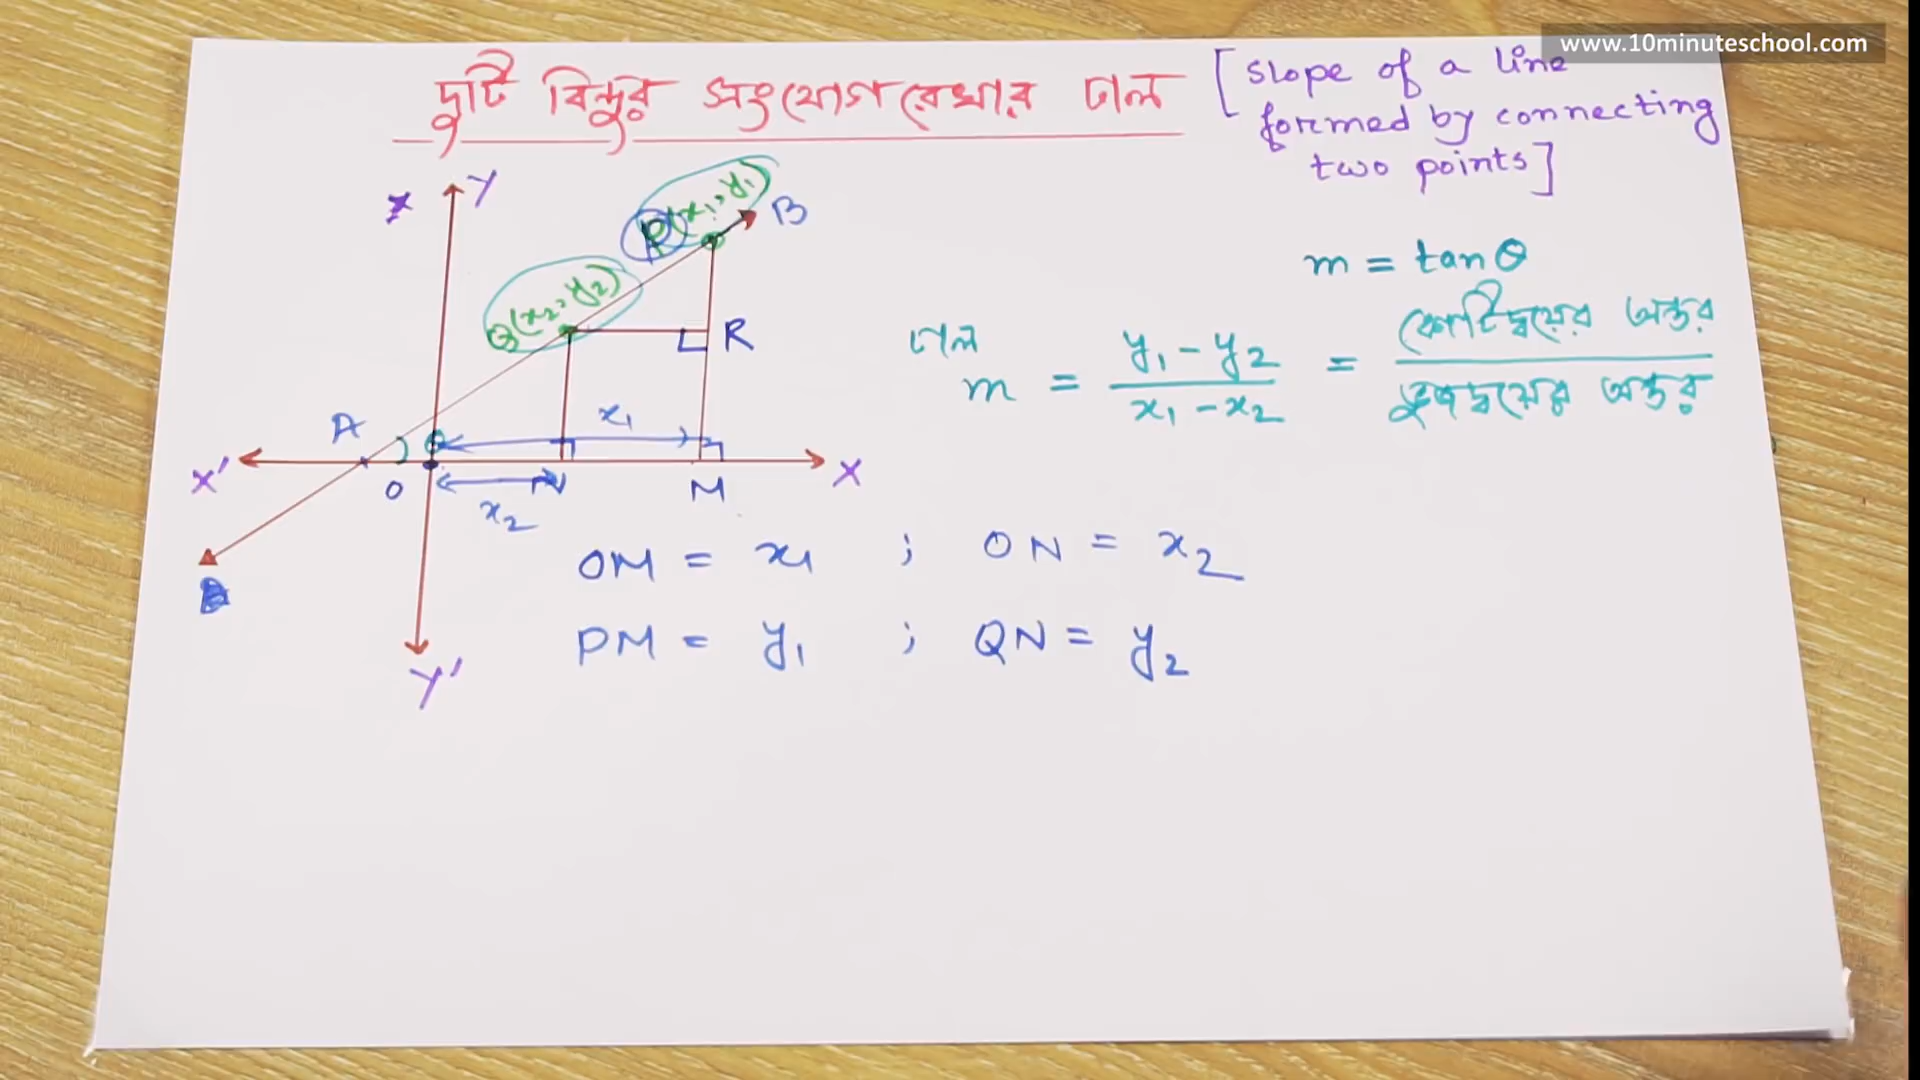 www.10minuteschool.com
দুটি বিন্দুর সংযোগরেখার ঢাল [slope of a line
formed by connecting
two points]
Y
P(x₁, y₁)
B
Q(x₂, y₂)
R
A
x₁
X'
O
N
M
X
x₂
Y'
m = tanθ
ঢাল
m = y₁ - y₂ / x₁ - x₂ = কোটিদ্বয়ের অন্তর / ভুজদ্বয়ের অন্তর
OM = x₁ ; ON = x₂
PM = y₁ ; QN = y₂